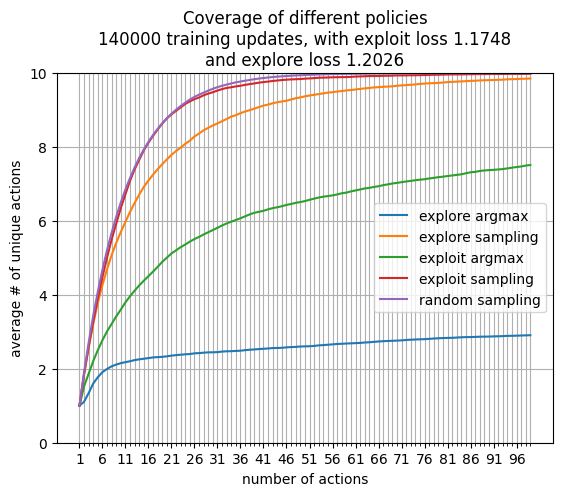 Coverage of different policies
140000 training updates, with exploit loss 1.1748
and explore loss 1.2026
10
8
6
4
2
0
average # of unique actions
explore argmax
explore sampling
exploit argmax
exploit sampling
random sampling
1 6 11 16 21 26 31 36 41 46 51 56 61 66 71 76 81 86 91 96
number of actions